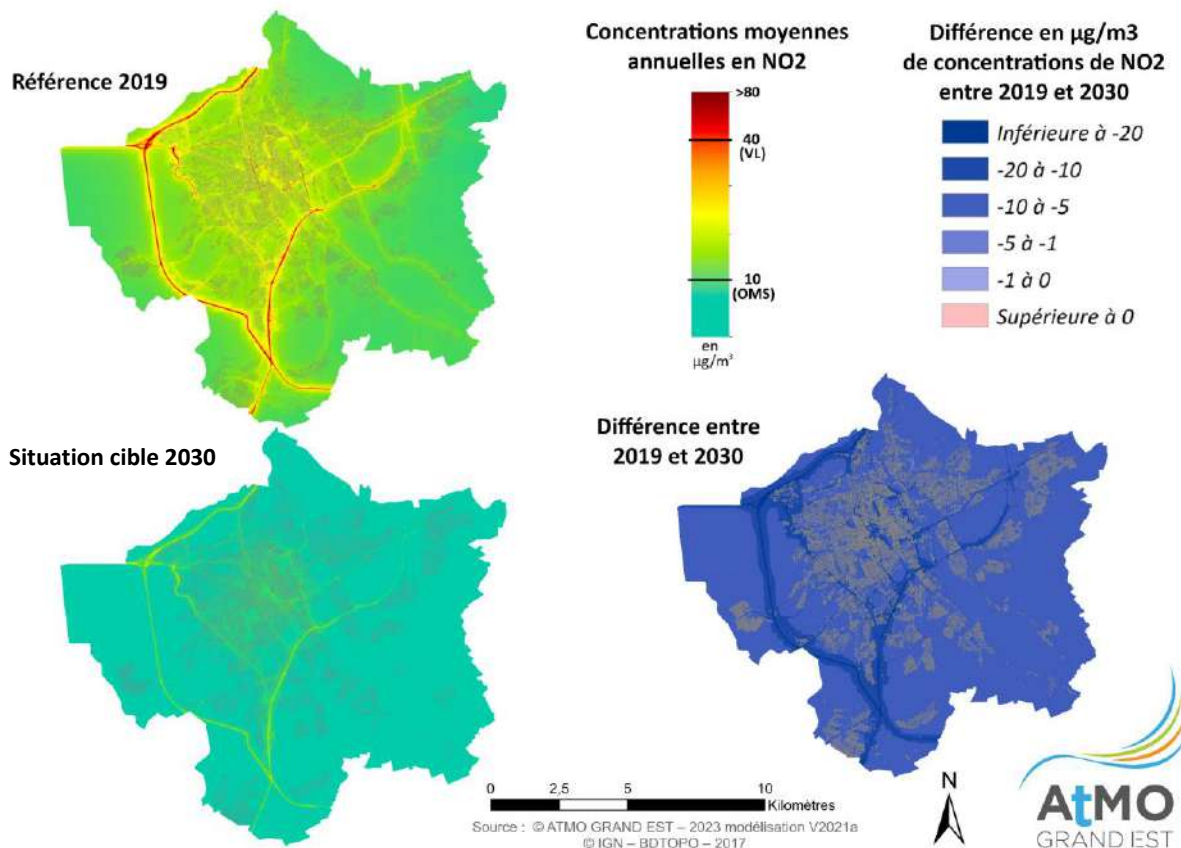 Référence 2019
Concentrations moyennes
annuelles en NO2
>80
40
(VL)
10
(OMS)
en
µg/m³
Différence en µg/m3
de concentrations de NO2
entre 2019 et 2030
Inférieure à -20
-20 à -10
-10 à -5
-5 à -1
-1 à 0
Supérieure à 0
Situation cible 2030
Différence entre
2019 et 2030
0 2,5 5 10
Kilomètres
Source : © ATMO GRAND EST – 2023 modélisation V2021a
© IGN – BDTOPO – 2017
N
AtMO
GRAND EST